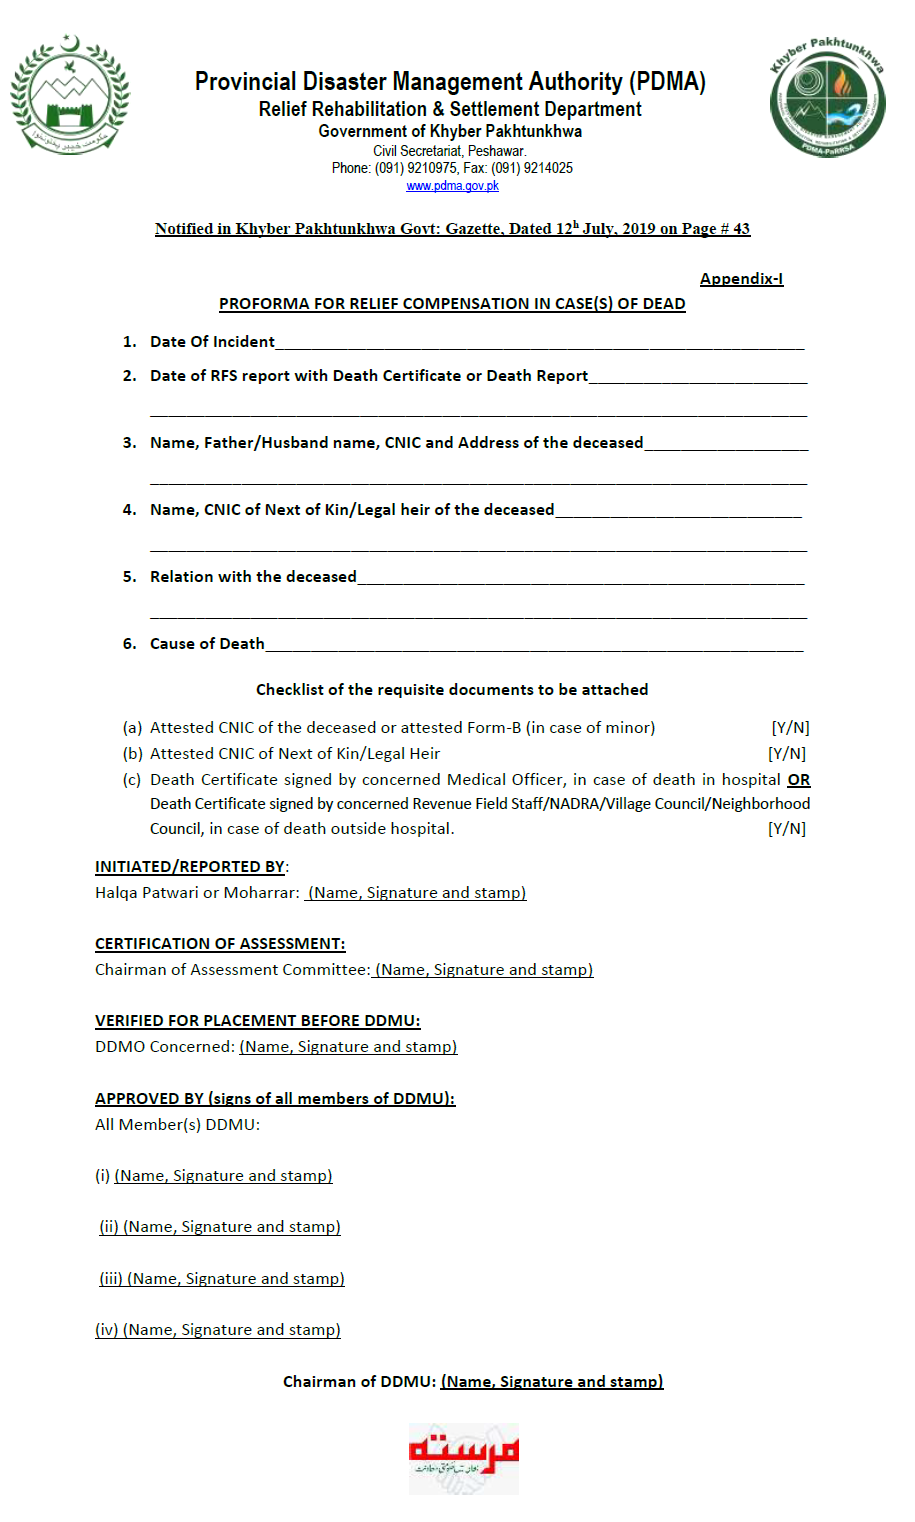 Khyber Pakhtunkhwa
Provincial Disaster Management Authority (PDMA)
Relief Rehabilitation & Settlement Department
Government of Khyber Pakhtunkhwa
Civil Secretariat, Peshawar.
Phone: (091) 9210975, Fax: (091) 9214025
www.pdma.gov.pk
PDMA-PaRRSA
Notified in Khyber Pakhtunkhwa Govt: Gazette, Dated 12h July, 2019 on Page # 43
Appendix-I
PROFORMA FOR RELIEF COMPENSATION IN CASE(S) OF DEAD
1. Date Of Incident
2. Date of RFS report with Death Certificate or Death Report
3. Name, Father/Husband name, CNIC and Address of the deceased
4. Name, CNIC of Next of Kin/Legal heir of the deceased
5. Relation with the deceased
6. Cause of Death
Checklist of the requisite documents to be attached
(a) Attested CNIC of the deceased or attested Form-B (in case of minor) [Y/N]
(b) Attested CNIC of Next of Kin/Legal Heir [Y/N]
(c) Death Certificate signed by concerned Medical Officer, in case of death in hospital OR
Death Certificate signed by concerned Revenue Field Staff/NADRA/Village Council/Neighborhood
Council, in case of death outside hospital. [Y/N]
INITIATED/REPORTED BY:
Halqa Patwari or Moharrar: (Name, Signature and stamp)
CERTIFICATION OF ASSESSMENT:
Chairman of Assessment Committee: (Name, Signature and stamp)
VERIFIED FOR PLACEMENT BEFORE DDMU:
DDMO Concerned: (Name, Signature and stamp)
APPROVED BY (signs of all members of DDMU):
All Member(s) DDMU:
(i) (Name, Signature and stamp)
(ii) (Name, Signature and stamp)
(iii) (Name, Signature and stamp)
(iv) (Name, Signature and stamp)
Chairman of DDMU: (Name, Signature and stamp)
مرسته